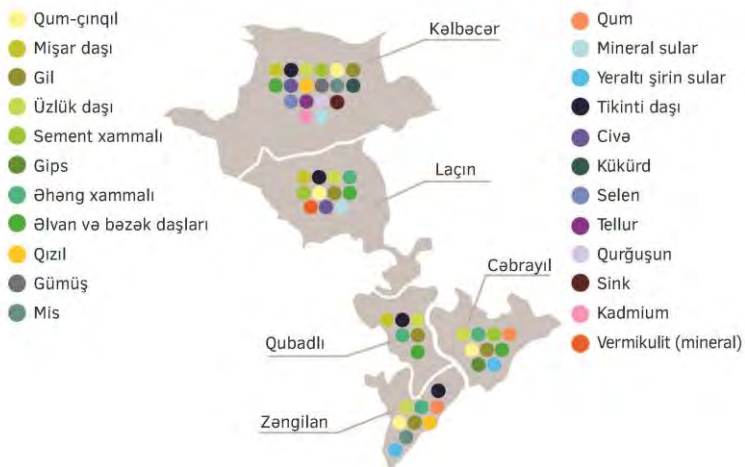 Qum-çınqıl
Mişar daşı
Gil
Üzlük daşı
Sement xammalı
Gips
Əhəng xammalı
Əlvan və bəzək daşları
Qızıl
Gümüş
Mis
Kəlbəcər
Laçın
Cəbrayıl
Qubadlı
Zəngilan
Qum
Mineral sular
Yeraltı şirin sular
Tikinti daşı
Civə
Kükürd
Selen
Tellur
Qurğuşun
Sink
Kadmium
Vermikulit (mineral)